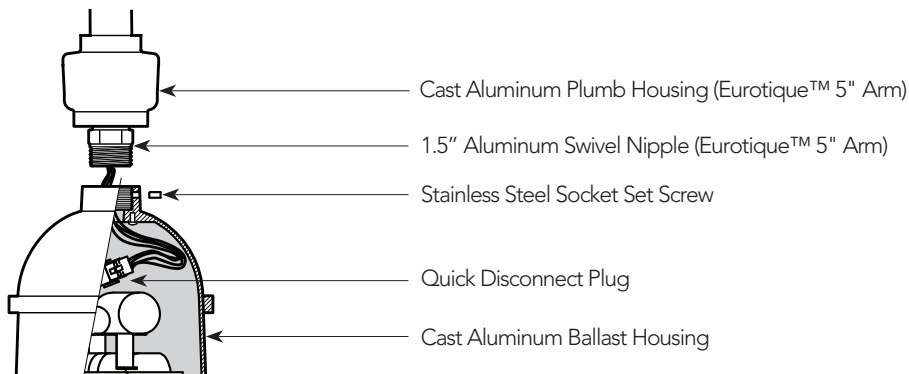 Cast Aluminum Plumb Housing (Eurotique™ 5" Arm)
1.5” Aluminum Swivel Nipple (Eurotique™ 5" Arm)
Stainless Steel Socket Set Screw
Quick Disconnect Plug
Cast Aluminum Ballast Housing